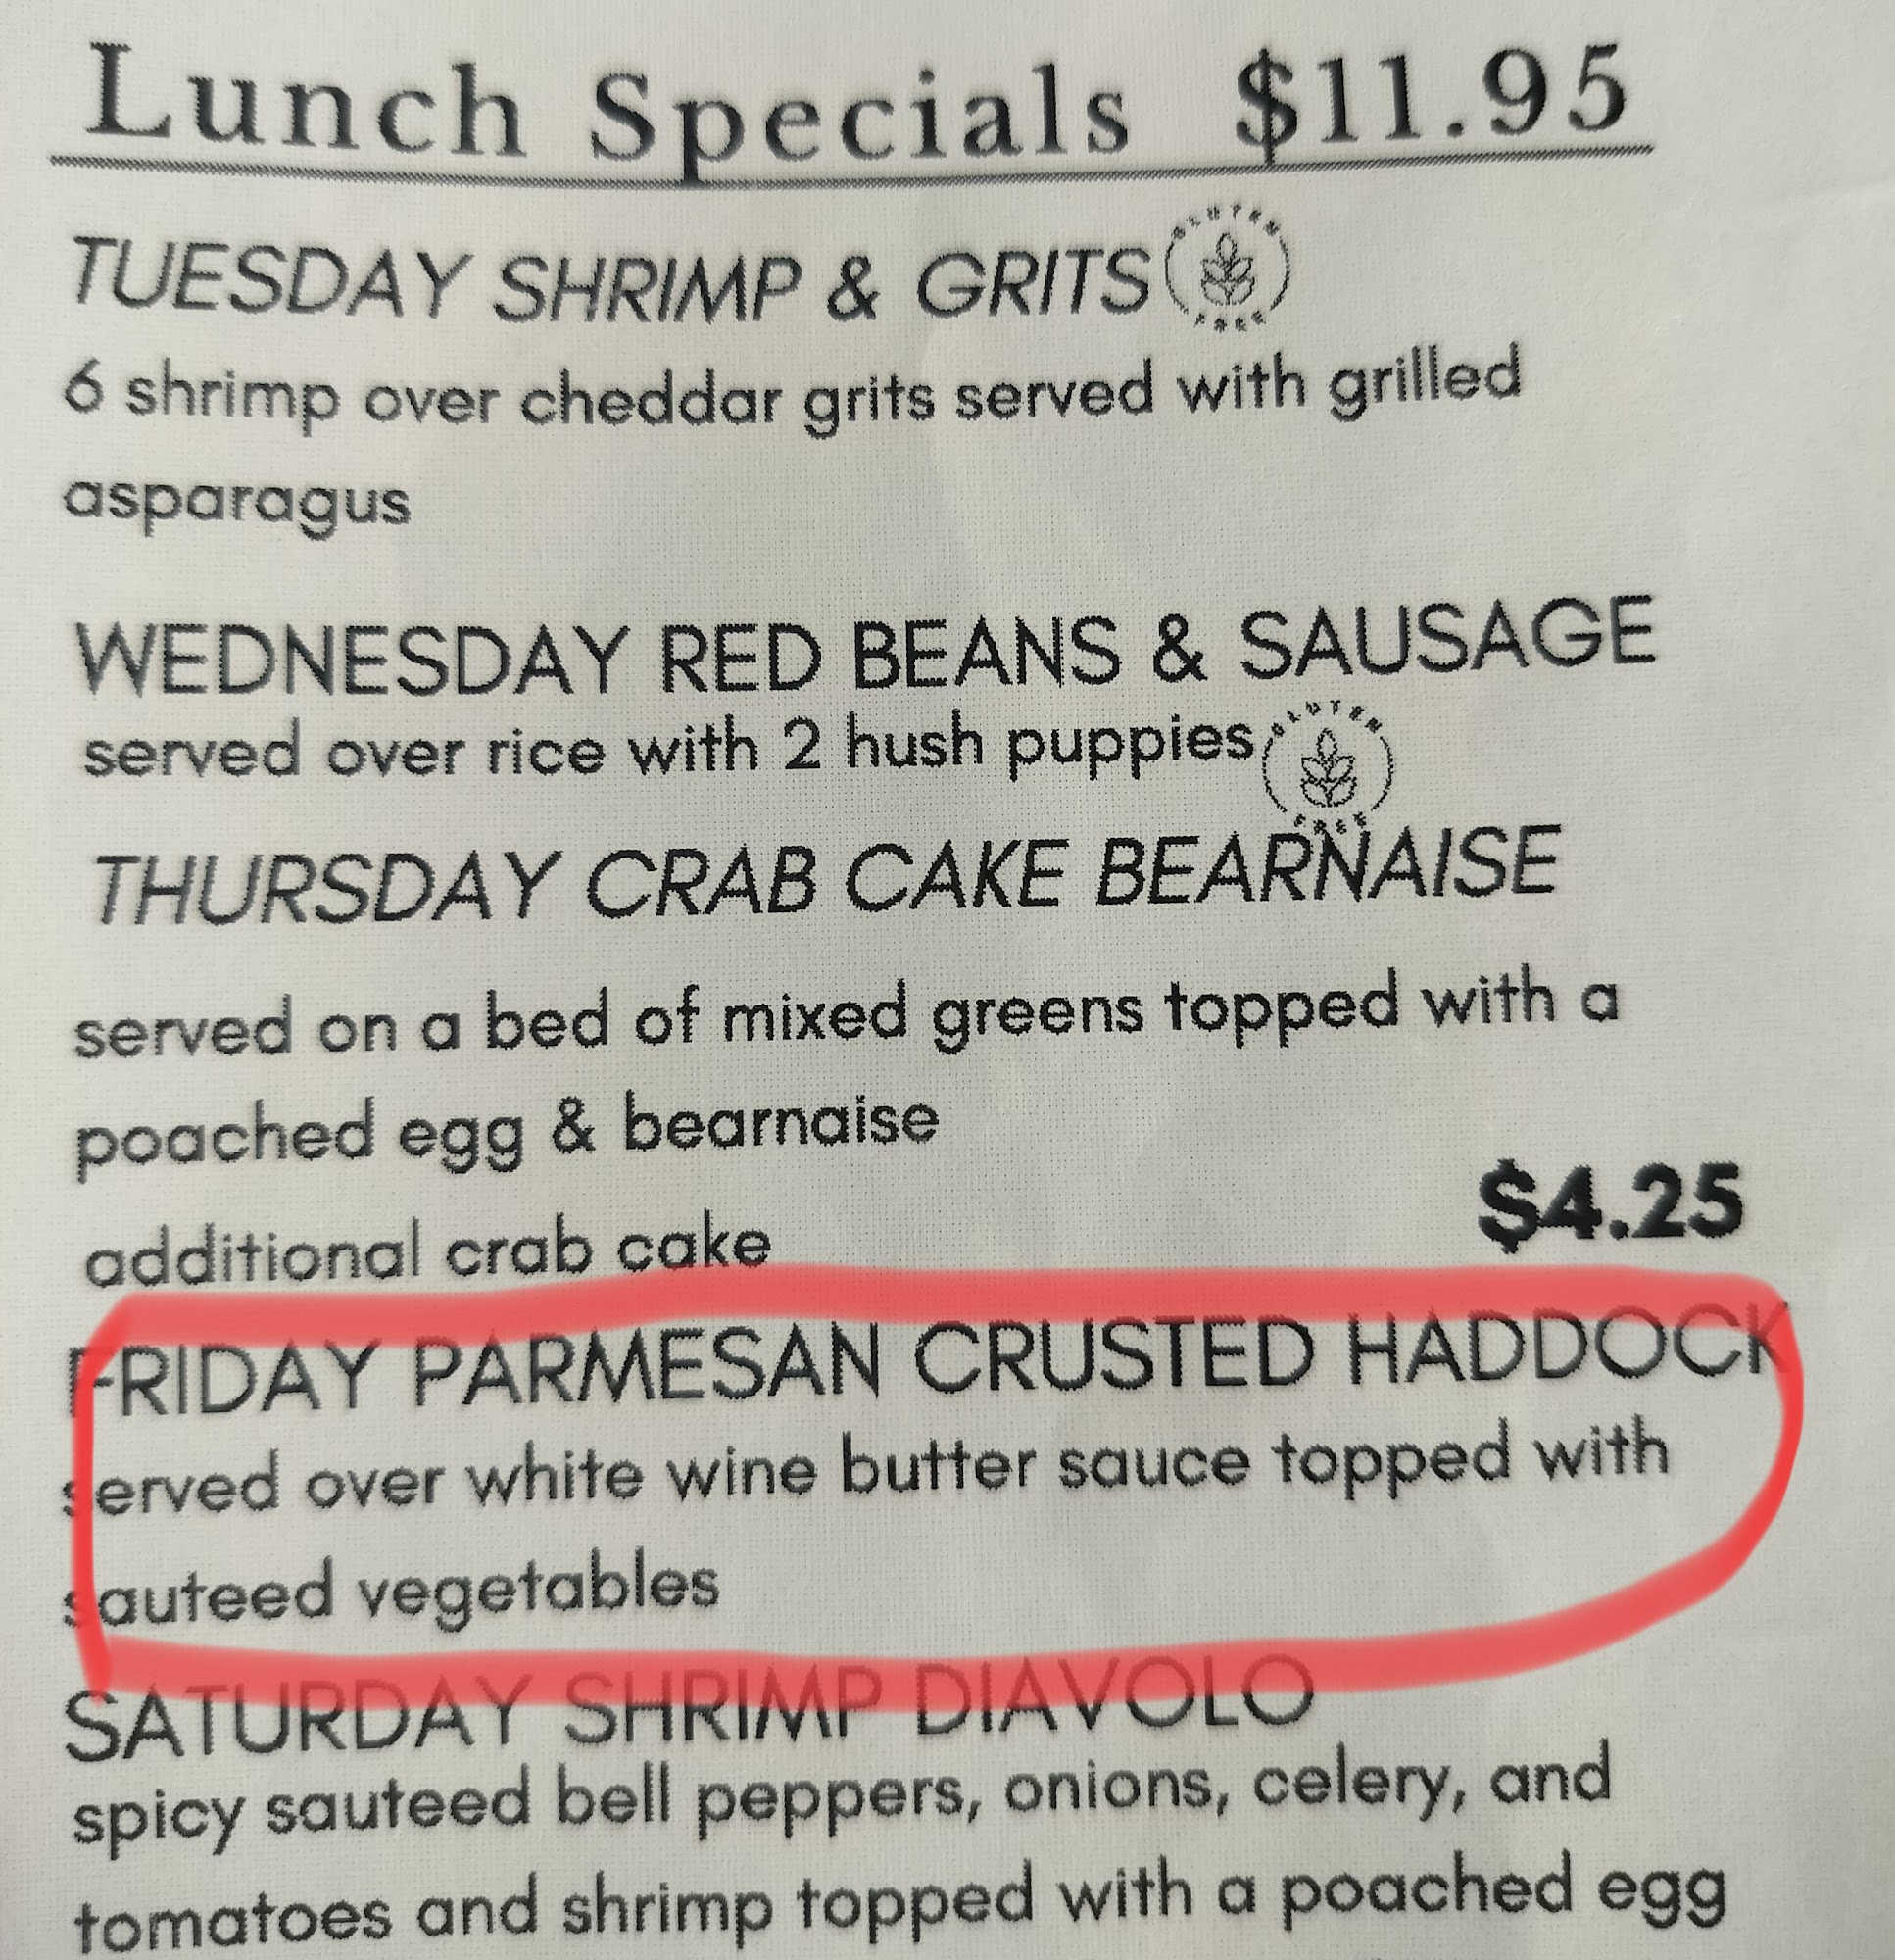 Lunch Specials $11.95
TUESDAY SHRIMP & GRITS
GLUTEN
FREE
6 shrimp over cheddar grits served with grilled
asparagus
WEDNESDAY RED BEANS & SAUSAGE
served over rice with 2 hush puppies
GLUTEN
FREE
THURSDAY CRAB CAKE BEARNAISE
served on a bed of mixed greens topped with a
poached egg & bearnaise
additional crab cake $4.25
FRIDAY PARMESAN CRUSTED HADDOCK
served over white wine butter sauce topped with
sauteed vegetables
SATURDAY SHRIMP DIAVOLO
spicy sauteed bell peppers, onions, celery, and
tomatoes and shrimp topped with a poached egg